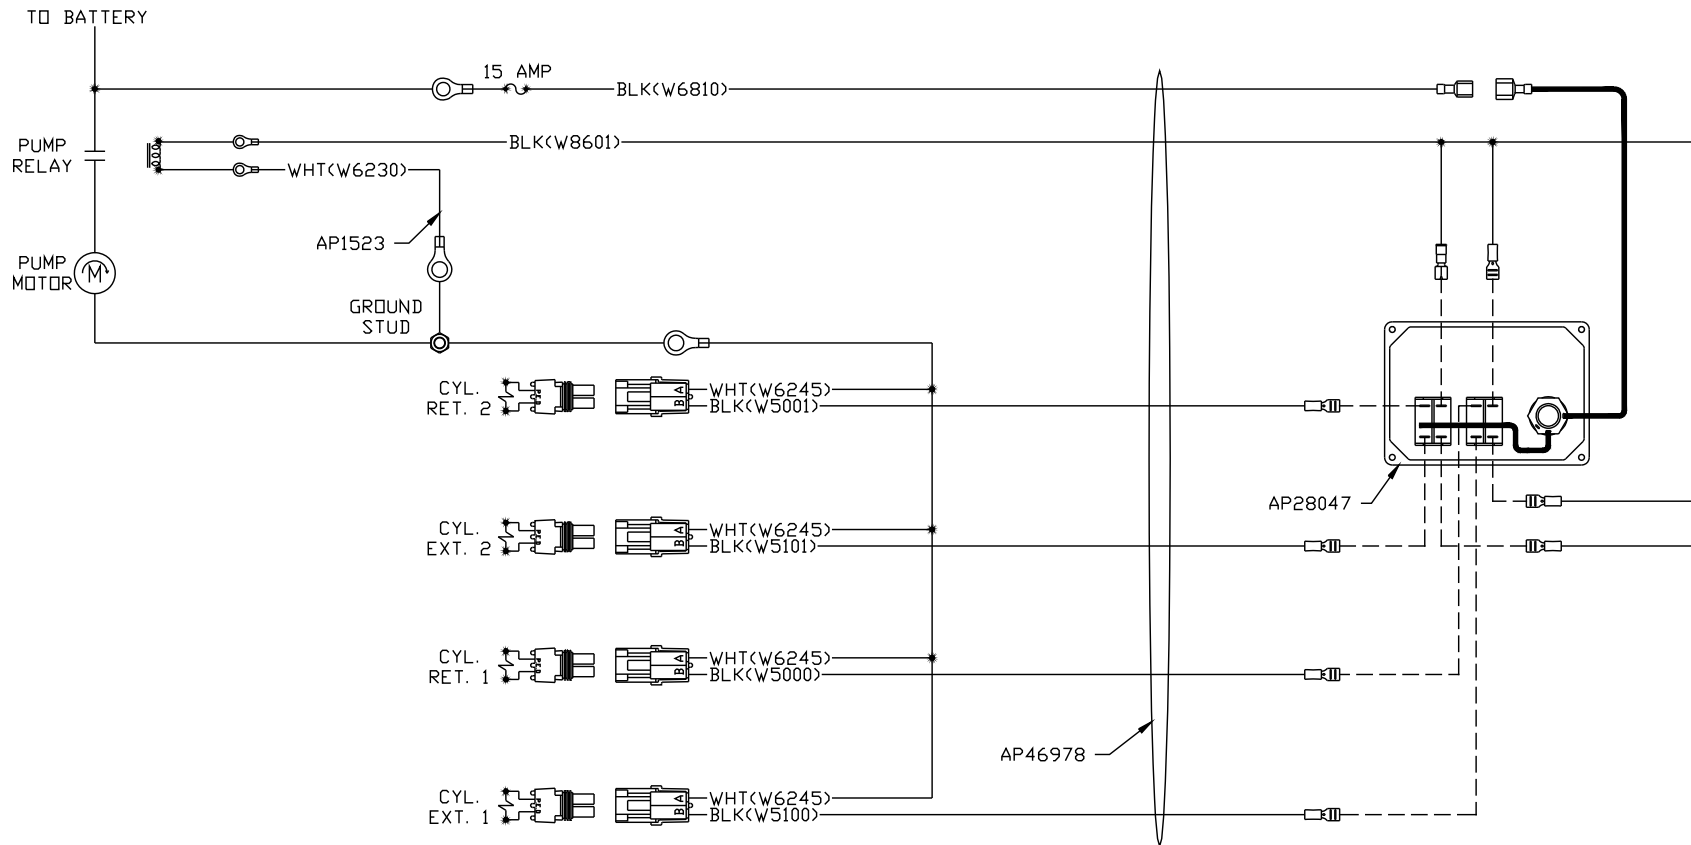 TO BATTERY
15 AMP
BLK(W6810)
PUMP
RELAY
BLK(W8601)
WHT(W6230)
AP1523
PUMP
MOTOR
M
GROUND
STUD
CYL.
RET. 2
A
B
WHT(W6245)
BLK(W5001)
AP28047
CYL.
EXT. 2
A
B
WHT(W6245)
BLK(W5101)
CYL.
RET. 1
A
B
WHT(W6245)
BLK(W5000)
AP46978
CYL.
EXT. 1
A
B
WHT(W6245)
BLK(W5100)